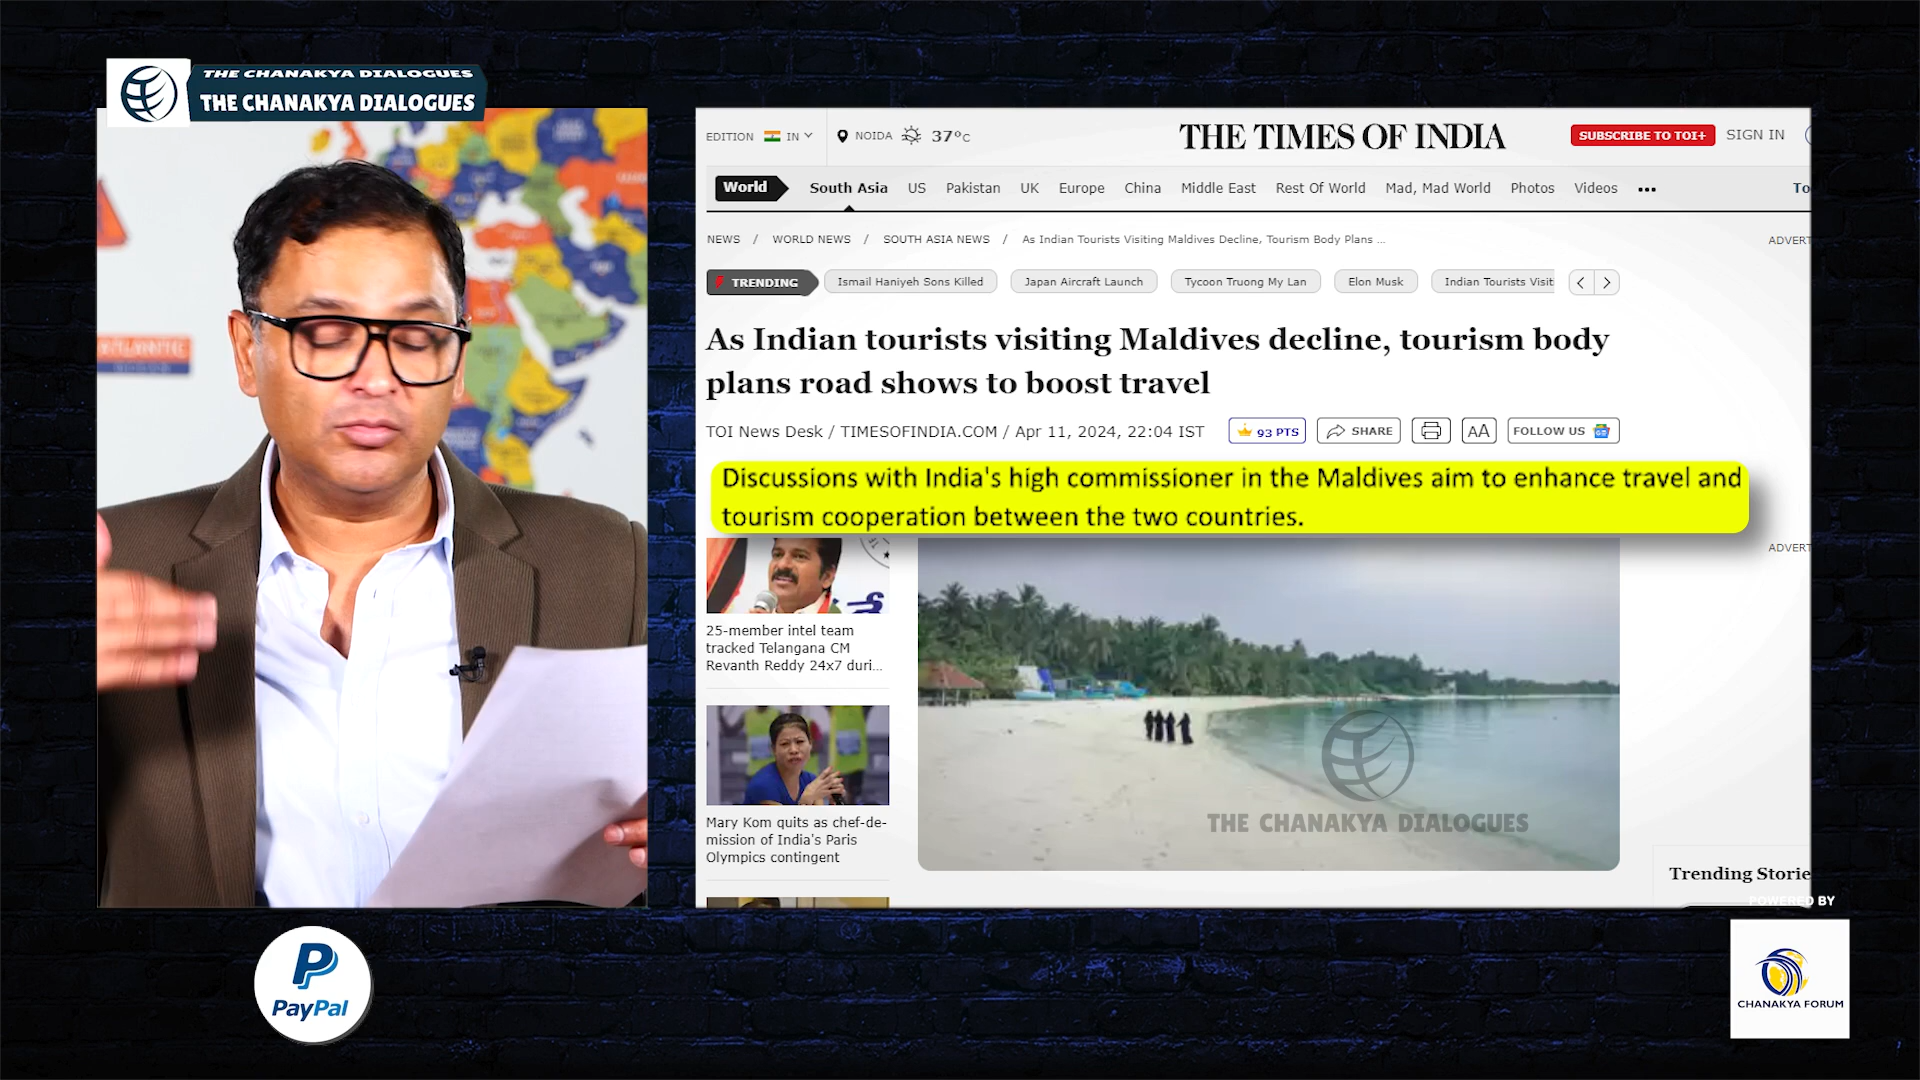 THE CHANAKYA DIALOGUES
THE CHANAKYA DIALOGUES
ATLANTIC
EDITION IN NOIDA 37°C
THE TIMES OF INDIA
SUBSCRIBE TO TOI+ SIGN IN
World South Asia US Pakistan UK Europe China Middle East Rest Of World Mad, Mad World Photos Videos ••• To
NEWS / WORLD NEWS / SOUTH ASIA NEWS / As Indian Tourists Visiting Maldives Decline, Tourism Body Plans ...
ADVERT
TRENDING Ismail Haniyeh Sons Killed Japan Aircraft Launch Tycoon Truong My Lan Elon Musk Indian Tourists Visit
As Indian tourists visiting Maldives decline, tourism body
plans road shows to boost travel
TOI News Desk / TIMESOFINDIA.COM / Apr 11, 2024, 22:04 IST 93 PTS SHARE AA FOLLOW US
Discussions with India's high commissioner in the Maldives aim to enhance travel and
tourism cooperation between the two countries.
ADVERT
25-member intel team
tracked Telangana CM
Revanth Reddy 24x7 duri...
Mary Kom quits as chef-de-
mission of India's Paris
Olympics contingent
THE CHANAKYA DIALOGUES
Trending Storie
POWERED BY
PayPal
CHANAKYA FORUM